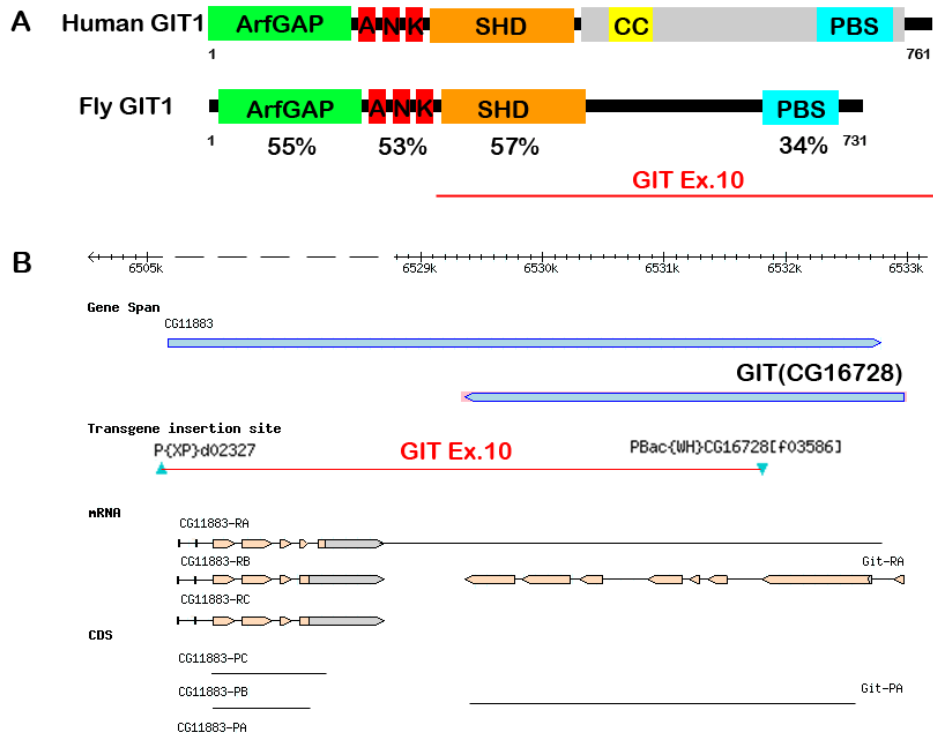 A
Human GIT1
ArfGAP
A N K
SHD
CC
PBS
1
761
Fly GIT1
ArfGAP
A N K
SHD
PBS
1
55%
53%
57%
34%
731
GIT Ex.10
B
6505k 6529k 6530k 6531k 6532k 6533k
Gene Span
CG11883
GIT(CG16728)
Transgene insertion site
P{XP}d02327
GIT Ex.10
PBac{WH}CG16728[f03586]
mRNA
CG11883-RA
CG11883-RB
Git-RA
CG11883-RC
CDS
CG11883-PC
CG11883-PB
Git-PA
CG11883-PA